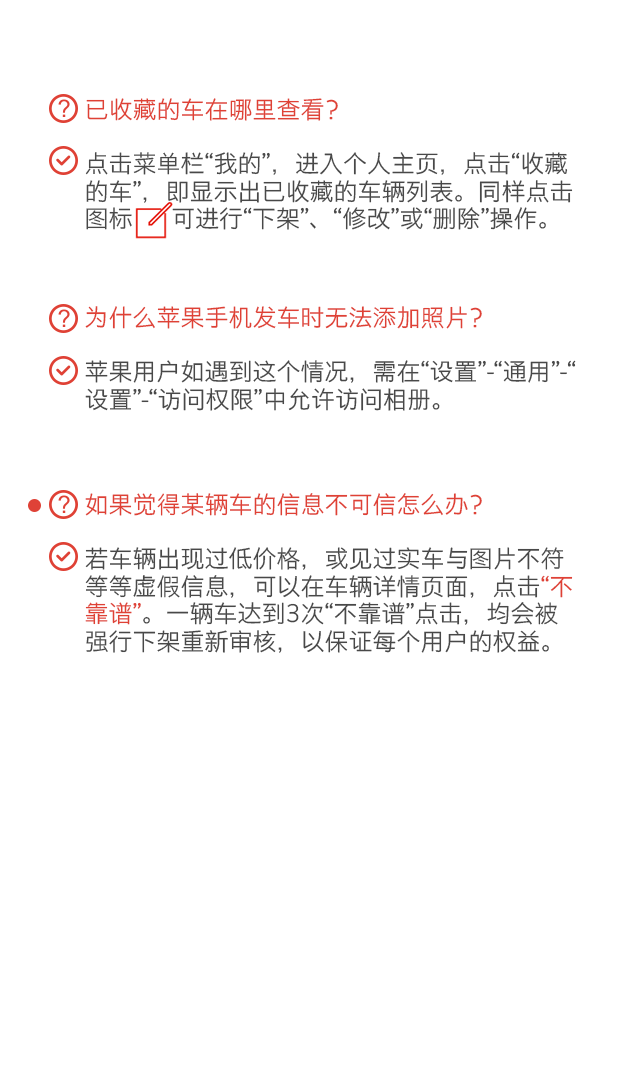 已收藏的车在哪里查看？
点击菜单栏“我的”，进入个人主页，点击“收藏
的车”，即显示出已收藏的车辆列表。同样点击
图标可进行“下架”、“修改”或“删除”操作。
为什么苹果手机发车时无法添加照片？
苹果用户如遇到这个情况，需在“设置”-“通用”-“
设置”-“访问权限”中允许访问相册。
如果觉得某辆车的信息不可信怎么办？
若车辆出现过低价格，或见过实车与图片不符
等等虚假信息，可以在车辆详情页面，点击“不
靠谱”。一辆车达到3次“不靠谱”点击，均会被
强行下架重新审核，以保证每个用户的权益。